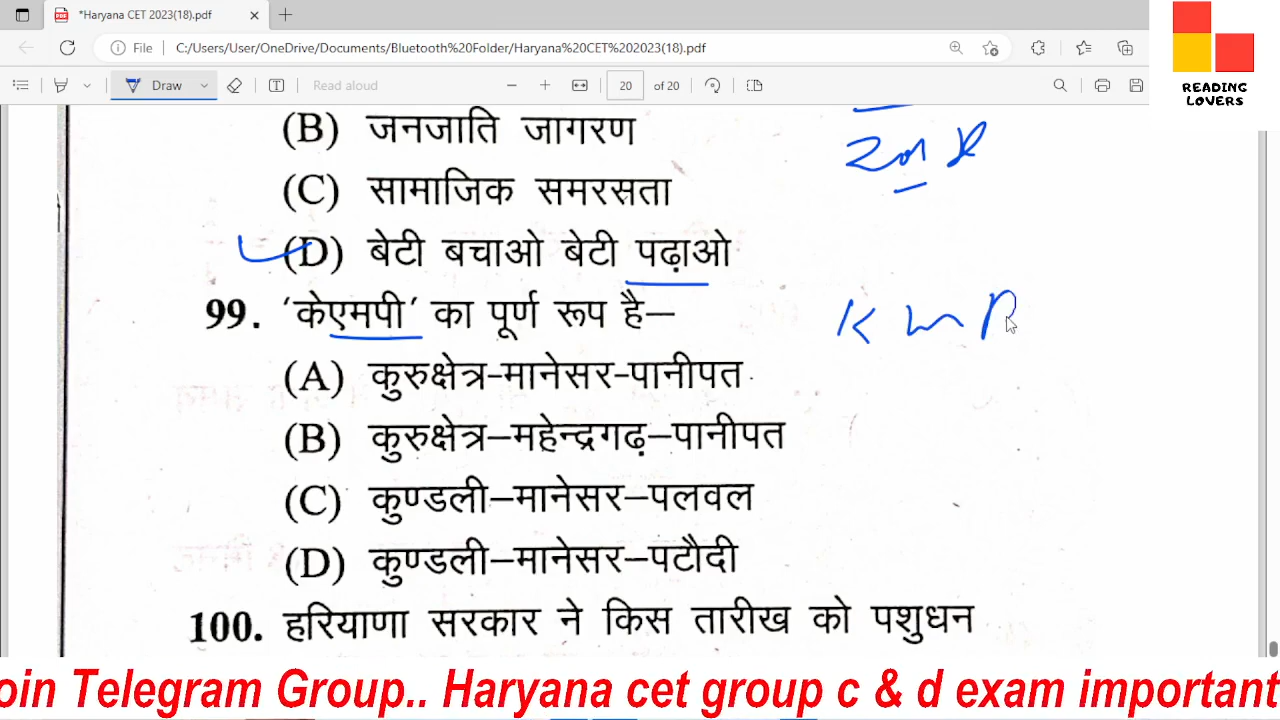 *Haryana CET 2023(18).pdf
File C:/Users/User/OneDrive/Documents/Bluetooth%20Folder/Haryana%20CET%202023(18).pdf
READING
LOVERS
Draw Read aloud 20 of 20
(B) जनजाति जागरण
(C) सामाजिक समरसता
(D) बेटी बचाओ बेटी पढ़ाओ
99. ‘केएमपी’ का पूर्ण रूप है— K m P
(A) कुरुक्षेत्र-मानेसर-पानीपत
(B) कुरुक्षेत्र–महेन्द्रगढ़–पानीपत
(C) कुण्डली–मानेसर–पलवल
(D) कुण्डली–मानेसर–पटौदी
100. हरियाणा सरकार ने किस तारीख को पशुधन
oin Telegram Group.. Haryana cet group c & d exam important